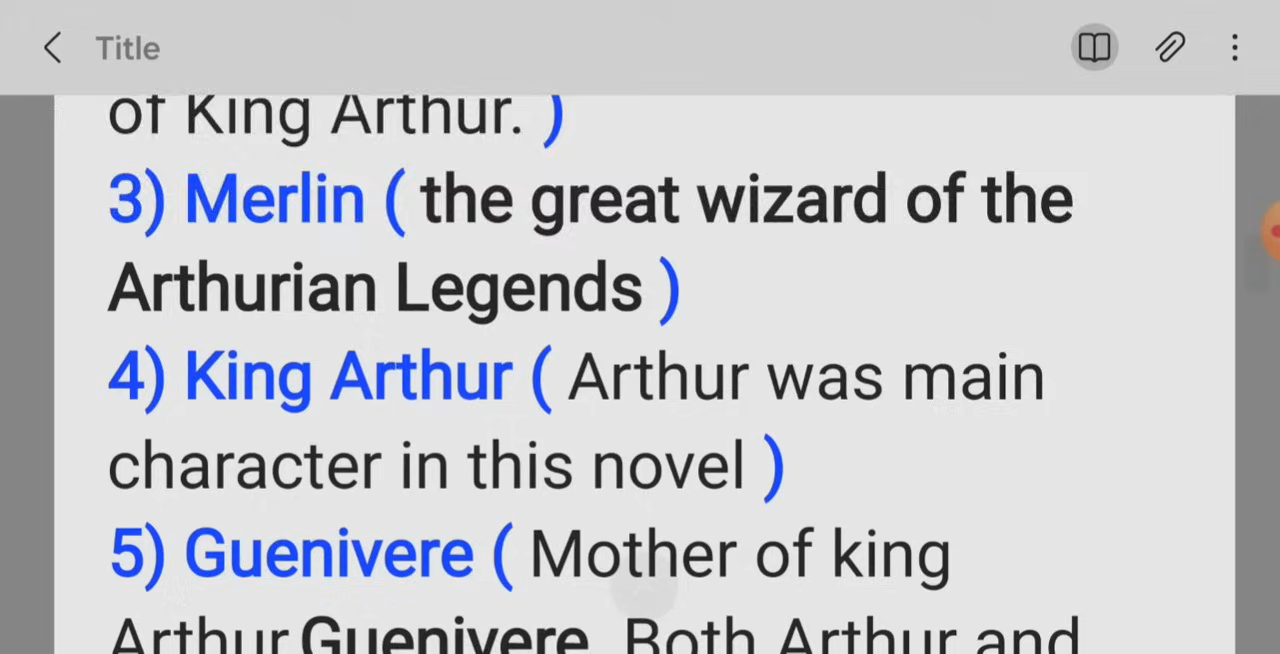 Title
of King Arthur. )
3) Merlin ( the great wizard of the
Arthurian Legends )
4) King Arthur ( Arthur was main
character in this novel )
5) Guenivere ( Mother of king
Arthur Guenivere Both Arthur and